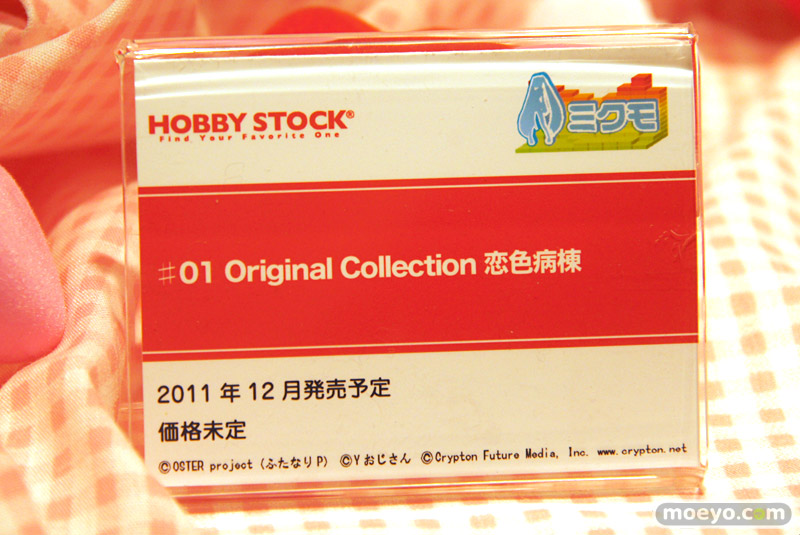 HOBBY STOCK®
Find Your Favorite One
ミクモ
♯01 Original Collection 恋色病棟
2011年12月発売予定
価格未定
©OSTER project (ふたなりP) ©Yおじさん ©Crypton Future Media, Inc. www.crypton.net
moeyo.com